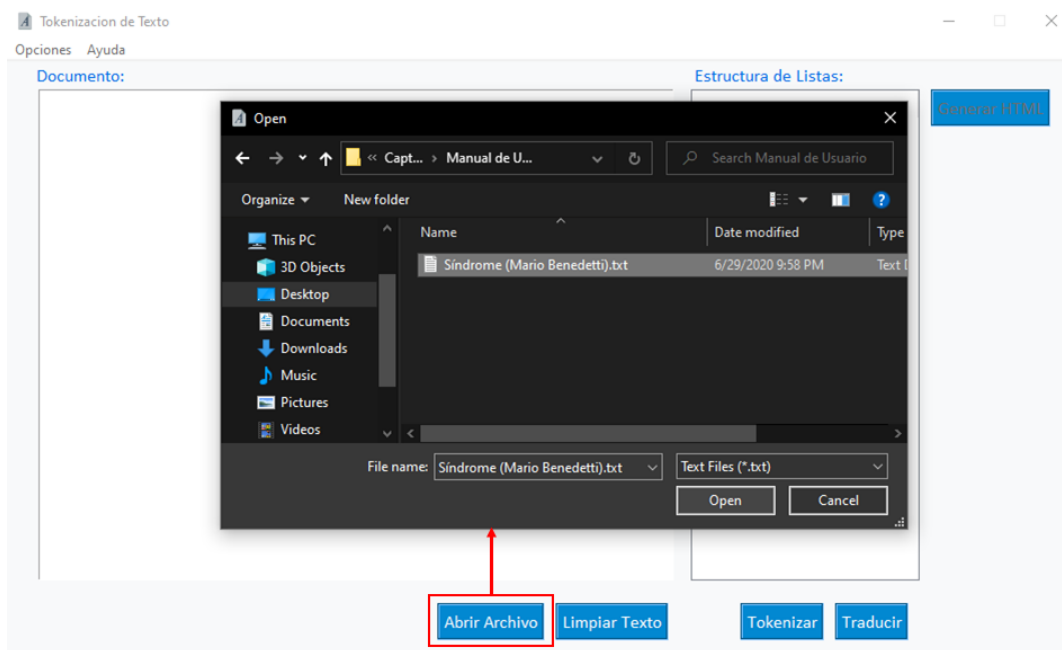 Tokenizacion de Texto
Opciones Ayuda
Documento:
Estructura de Listas:
Generar HTML
Open
« Capt... › Manual de U...
Search Manual de Usuario
Organize
New folder
Name
Date modified
Type
This PC
3D Objects
Desktop
Documents
Downloads
Music
Pictures
Videos
Síndrome (Mario Benedetti).txt
6/29/2020 9:58 PM
Text
File name:
Síndrome (Mario Benedetti).txt
Text Files (*.txt)
Open
Cancel
Abrir Archivo
Limpiar Texto
Tokenizar
Traducir